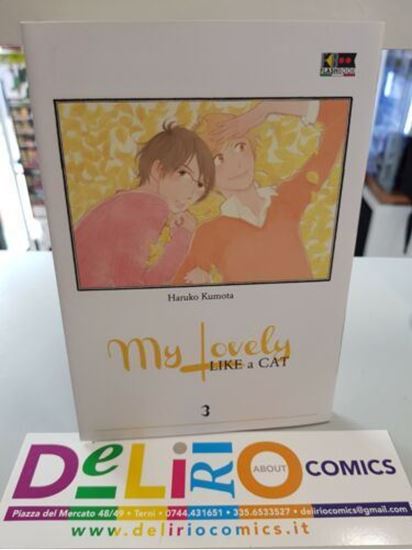 FLASHBOOK
Haruko Kumota
My Lovely
LIKE a CAT
3
DeLiRiO
ABOUT
COMICS
Piazza del Mercato 48/49 • Terni • 0744.431651 • 335.6533527 • deliriocomics@gmail.com
www.deliriocomics.it